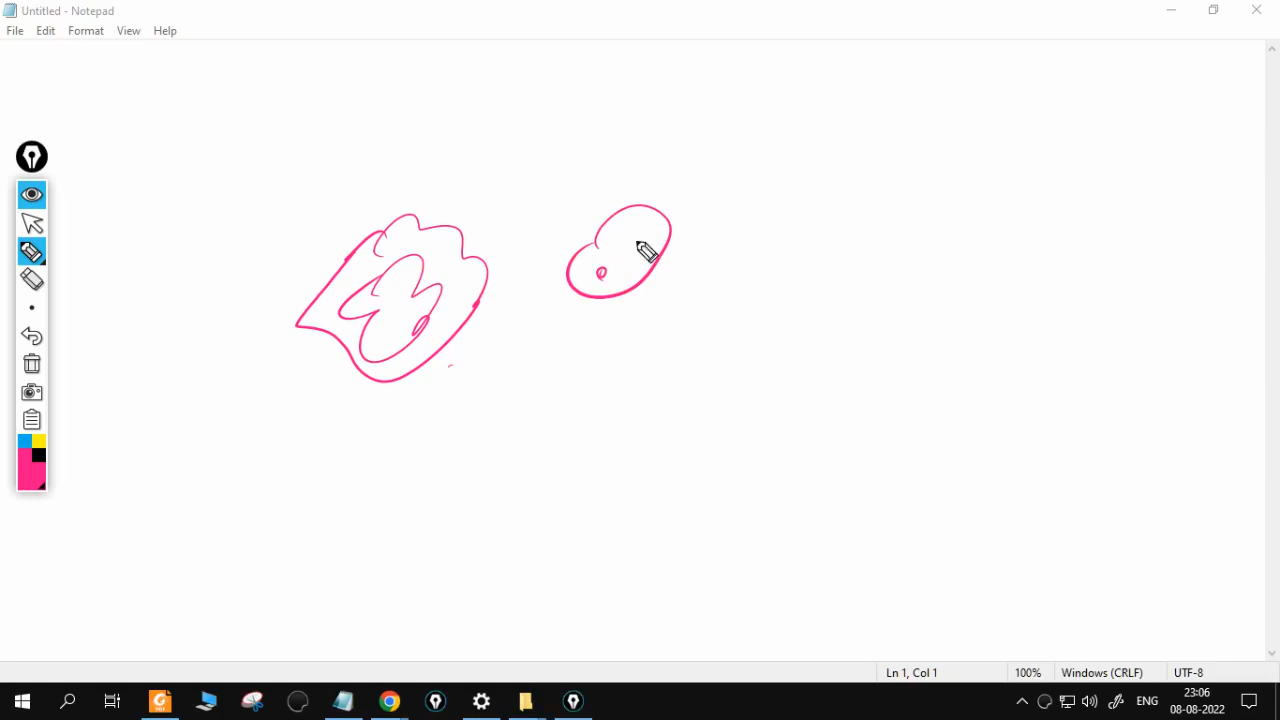 Untitled - Notepad
File Edit Format View Help
Ln 1, Col 1 100% Windows (CRLF) UTF-8
ENG 23:06
08-08-2022